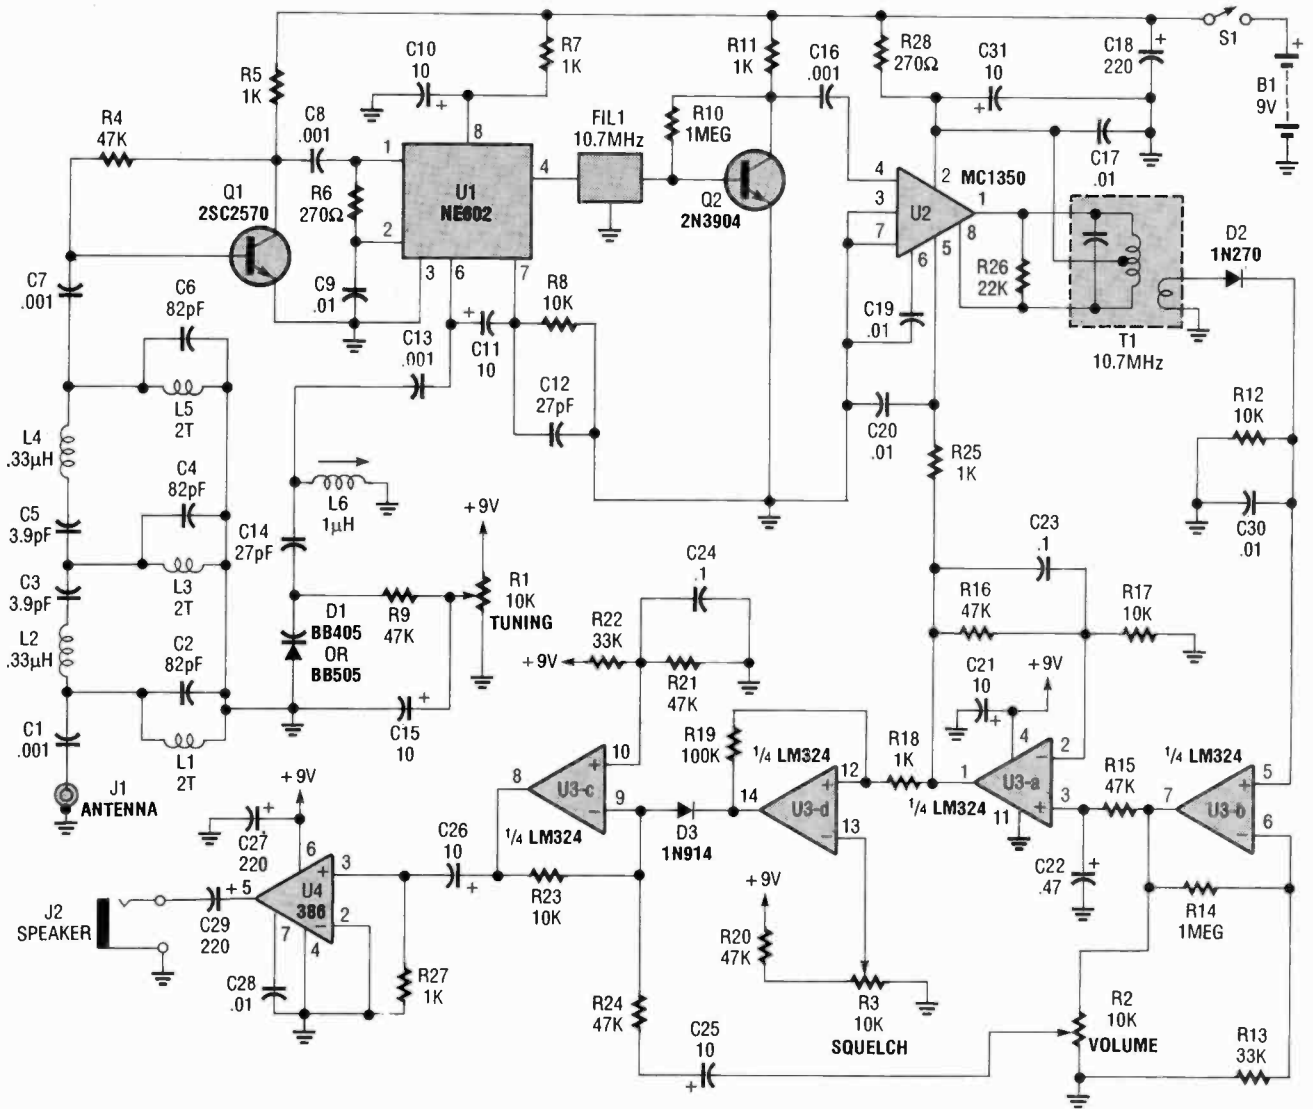 R5
1K
C10
10
+
R7
1K
R11
1K
C16
.001
R28
270Ω
C31
10
+
C18
220
+
S1
+
B1
9V
R4
47K
C8
.001
8
FIL1
10.7MHz
R10
1MEG
C17
.01
1
R6
270Ω
2
U1
NE602
4
3
6
7
Q1
2SC2570
Q2
2N3904
4
3
7
2
MC1350
1
U2
8
5
6
R26
22K
D2
1N270
T1
10.7MHz
C7
.001
C6
82pF
C9
.01
C13
.001
+
C11
10
R8
10K
C12
27pF
C19
.01
C20
.01
R12
10K
L5
2T
L4
.33µH
C4
82pF
C5
3.9pF
L6
1µH
C14
27pF
+9V
R25
1K
C30
.01
C23
.1
C24
.1
C3
3.9pF
L3
2T
R1
10K
TUNING
R9
47K
D1
BB405
OR
BB505
R22
33K
+9V
R21
47K
R16
47K
R17
10K
L2
.33µH
C2
82pF
C1
.001
L1
2T
C15
10
+
C21
10
+
+9V
J1
ANTENNA
+9V
R19
100K
1/4 LM324
12
13
14
U3-d
R18
1K
1
4
2
U3-a
3
11
+
−
1/4 LM324
R15
47K
1/4 LM324
7
5
6
U3-b
+
−
10
8
9
U3-c
+
−
1/4 LM324
D3
1N914
+
−
C27
220
+
C26
10
+
C22
.47
+
R14
1MEG
J2
SPEAKER
C29
220
+
5
6
3
2
7
4
U4
386
+
−
R23
10K
+9V
R20
47K
C28
.01
R27
1K
R24
47K
C25
10
+
R3
10K
SQUELCH
R2
10K
VOLUME
R13
33K